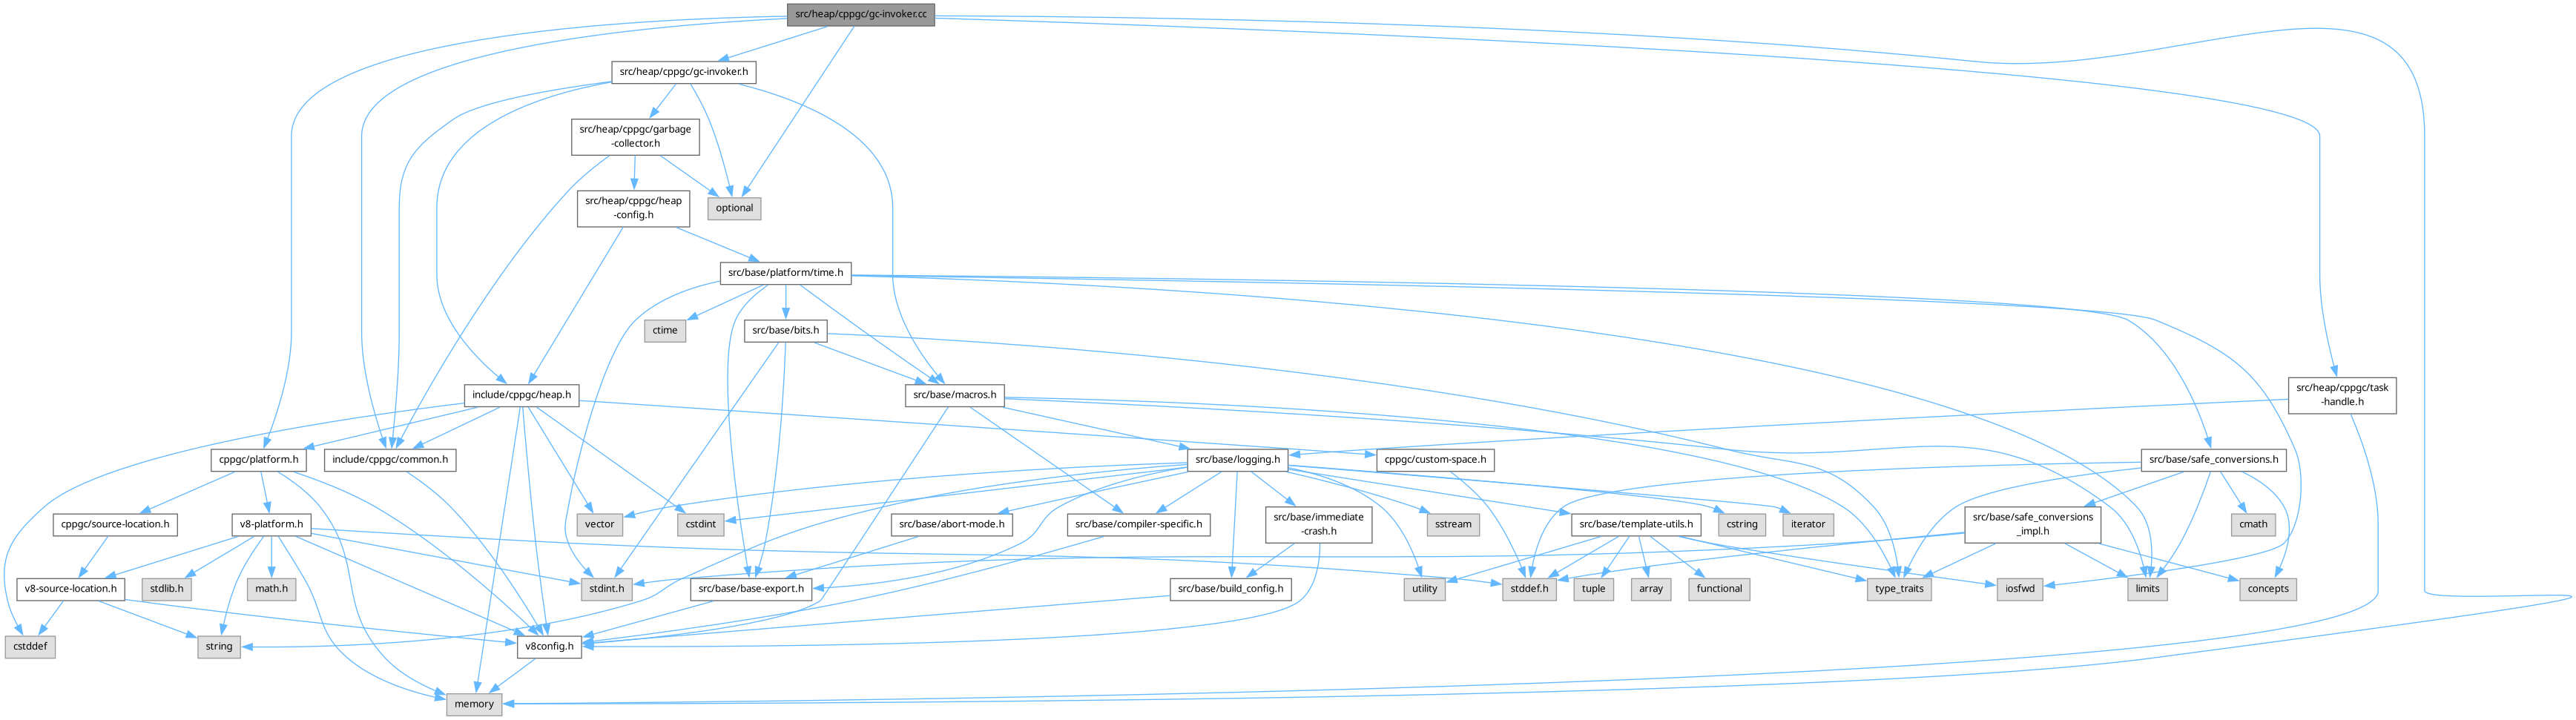 src/heap/cppgc/gc-invoker.cc
src/heap/cppgc/gc-invoker.h
src/heap/cppgc/garbage
-collector.h
src/heap/cppgc/heap
-config.h
optional
src/base/platform/time.h
ctime
src/base/bits.h
include/cppgc/heap.h
src/base/macros.h
src/heap/cppgc/task
-handle.h
cppgc/platform.h
include/cppgc/common.h
src/base/logging.h
cppgc/custom-space.h
src/base/safe_conversions.h
cppgc/source-location.h
v8-platform.h
vector
cstdint
src/base/abort-mode.h
src/base/compiler-specific.h
src/base/immediate
-crash.h
sstream
src/base/template-utils.h
cstring
iterator
src/base/safe_conversions
_impl.h
cmath
v8-source-location.h
stdlib.h
math.h
stdint.h
src/base/base-export.h
src/base/build_config.h
utility
stddef.h
tuple
array
functional
type_traits
iosfwd
limits
concepts
cstddef
string
v8config.h
memory